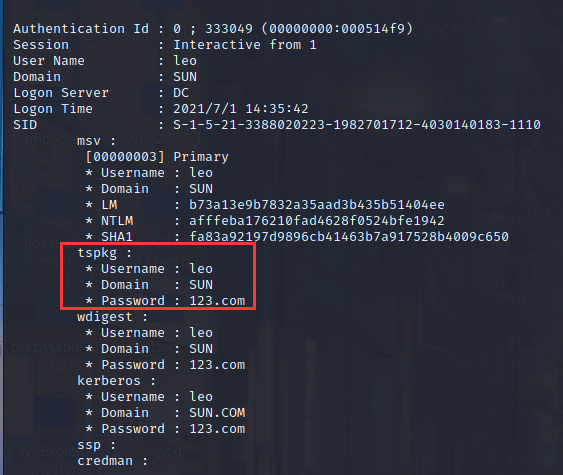 Authentication Id : 0 ; 333049 (00000000:000514f9)
Session           : Interactive from 1
User Name         : leo
Domain            : SUN
Logon Server      : DC
Logon Time        : 2021/7/1 14:35:42
SID               : S-1-5-21-3388020223-1982701712-4030140183-1110
        msv :
         [00000003] Primary
         * Username : leo
         * Domain   : SUN
         * LM       : b73a13e9b7832a35aad3b435b51404ee
         * NTLM     : afffeba176210fad4628f0524bfe1942
         * SHA1     : fa83a92197d9896cb41463b7a917528b4009c650
        tspkg :
         * Username : leo
         * Domain   : SUN
         * Password : 123.com
        wdigest :
         * Username : leo
         * Domain   : SUN
         * Password : 123.com
        kerberos :
         * Username : leo
         * Domain   : SUN.COM
         * Password : 123.com
        ssp :
        credman :